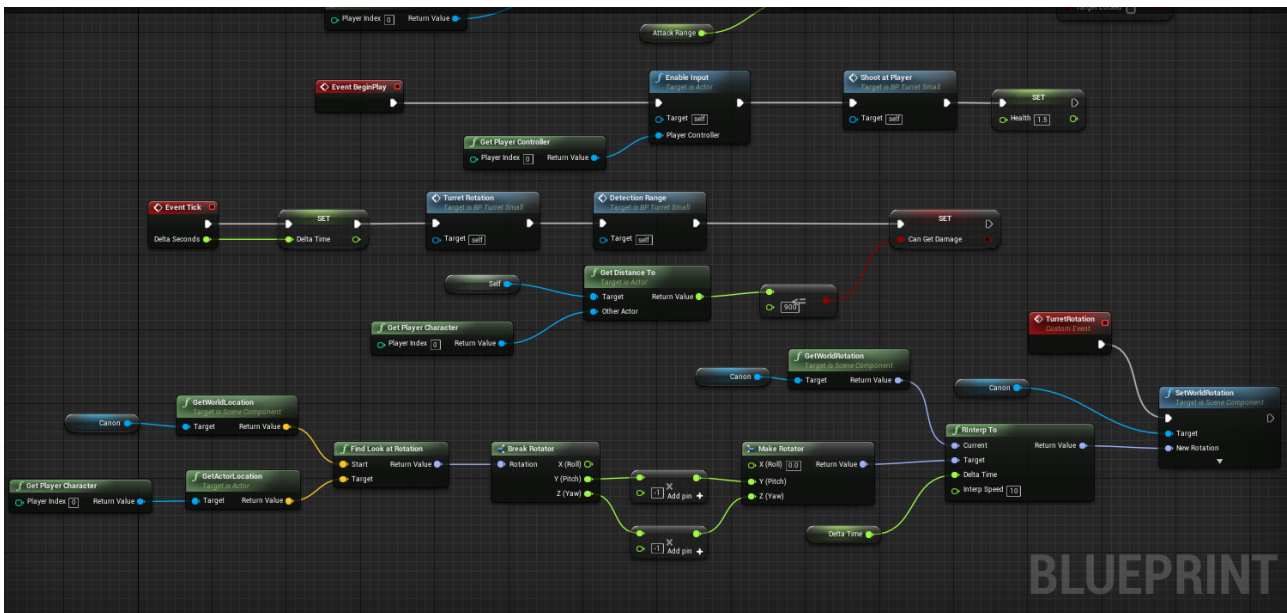 Player Index 0 Return Value
Attack Range
Event BeginPlay
Enable Input
Target is Actor
Target self
Player Controller
Shoot at Player
Target is BP Turret Small
Target self
SET
Health 1.5
Get Player Controller
Player Index 0 Return Value
Event Tick
Delta Seconds
SET
Delta Time
Turret Rotation
Target is BP Turret Small
Target self
Detection Range
Target is BP Turret Small
Target self
SET
Can Get Damage
Self
Get Distance To
Target is Actor
Target Return Value
Other Actor
<=
900
Get Player Character
Player Index 0 Return Value
TurretRotation
Custom Event
Canon
GetWorldRotation
Target is Scene Component
Target Return Value
Canon
SetWorldRotation
Target is Scene Component
Target
New Rotation
Canon
GetWorldLocation
Target is Scene Component
Target Return Value
Get Player Character
Player Index 0 Return Value
GetActorLocation
Target is Actor
Target Return Value
Find Look at Rotation
Start Return Value
Target
Break Rotator
Rotation X (Roll)
Y (Pitch)
Z (Yaw)
-1 Add pin +
-1 Add pin +
Make Rotator
X (Roll) 0.0 Return Value
Y (Pitch)
Z (Yaw)
RInterp To
Current Return Value
Target
Delta Time
Interp Speed 10
Delta Time
BLUEPRINT